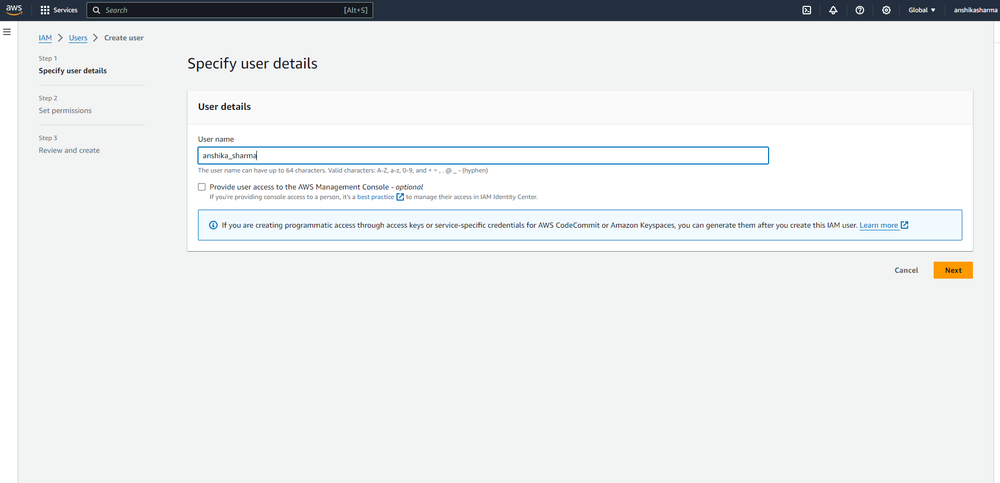 aws
Services
Search
[Alt+S]
Global
anshikasharma
IAM
Users
Create user
Step 1
Specify user details
Step 2
Set permissions
Step 3
Review and create
Specify user details
User details
User name
anshika_sharma
The user name can have up to 64 characters. Valid characters: A-Z, a-z, 0-9, and + = , . @ _ - (hyphen)
Provide user access to the AWS Management Console - optional
If you're providing console access to a person, it's a best practice to manage their access in IAM Identity Center.
If you are creating programmatic access through access keys or service-specific credentials for AWS CodeCommit or Amazon Keyspaces, you can generate them after you create this IAM user. Learn more
Cancel
Next